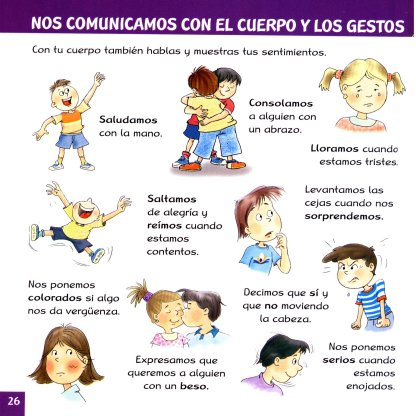 NOS COMUNICAMOS CON EL CUERPO Y LOS GESTOS
Con tu cuerpo también hablas y muestras tus sentimientos.
Saludamos
con la mano.
Consolamos
a alguien con
un abrazo.
Lloramos cuando
estamos tristes.
Saltamos
de alegría y
reímos cuando
estamos
contentos.
Levantamos las
cejas cuando nos
sorprendemos.
Nos ponemos
colorados si algo
nos da vergüenza.
Expresamos que
queremos a alguien
con un beso.
Decimos que sí y
que no moviendo
la cabeza.
Nos ponemos
serios cuando
estamos
enojados.
26